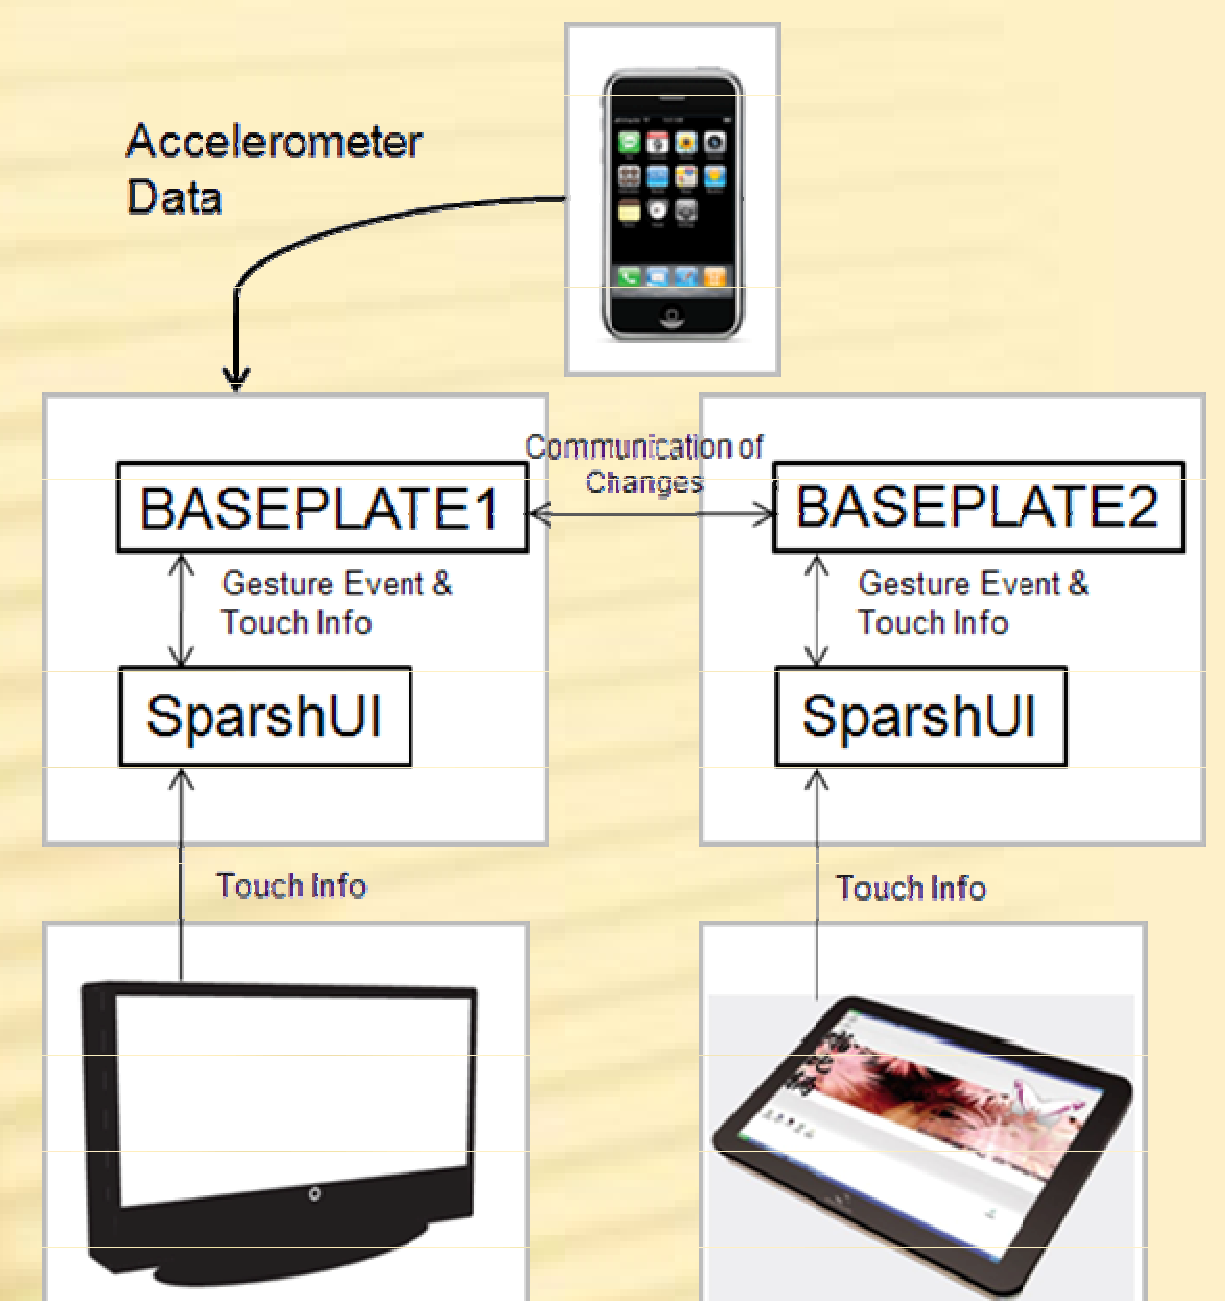 Accelerometer
Data
Communication of
Changes
BASEPLATE1
BASEPLATE2
Gesture Event &
Touch Info
Gesture Event &
Touch Info
SparshUI
SparshUI
Touch Info
Touch Info